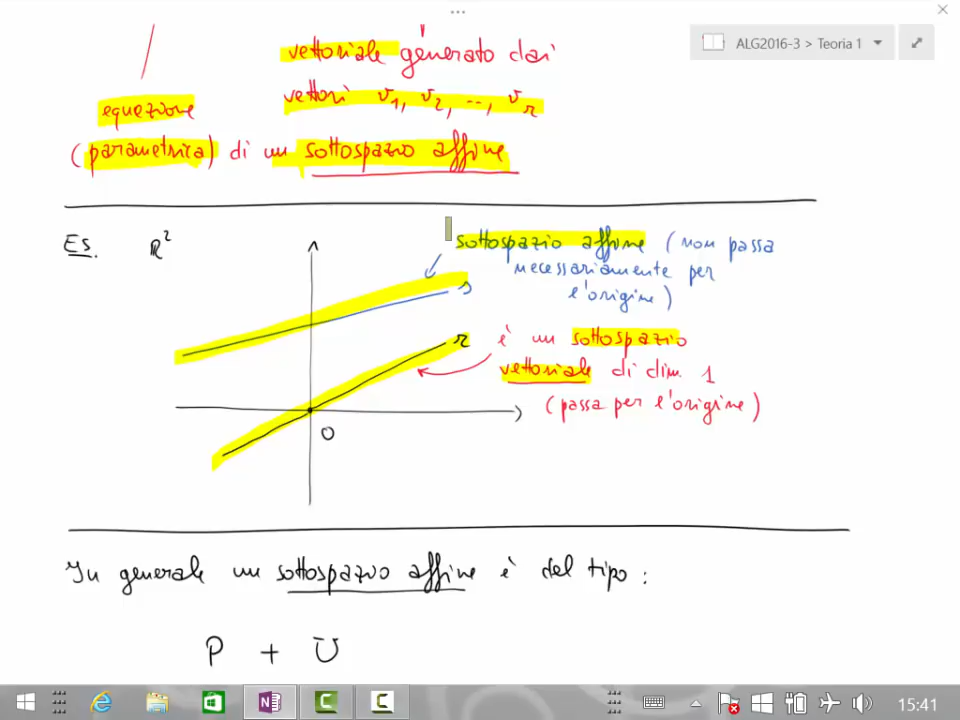 ALG2016-3 > Teoria 1
vettoriale generato dai
equazione
vettori v1, v2, ..., vr
(parametrica) di un sottospazio affine
Es. R²
sottospazio affine (non passa
necessariamente per
l'origine)
s
r
è un sottospazio
vettoriale di dim. 1
(passa per l'origine)
O
In generale un sottospazio affine è del tipo:
P + U
15:41